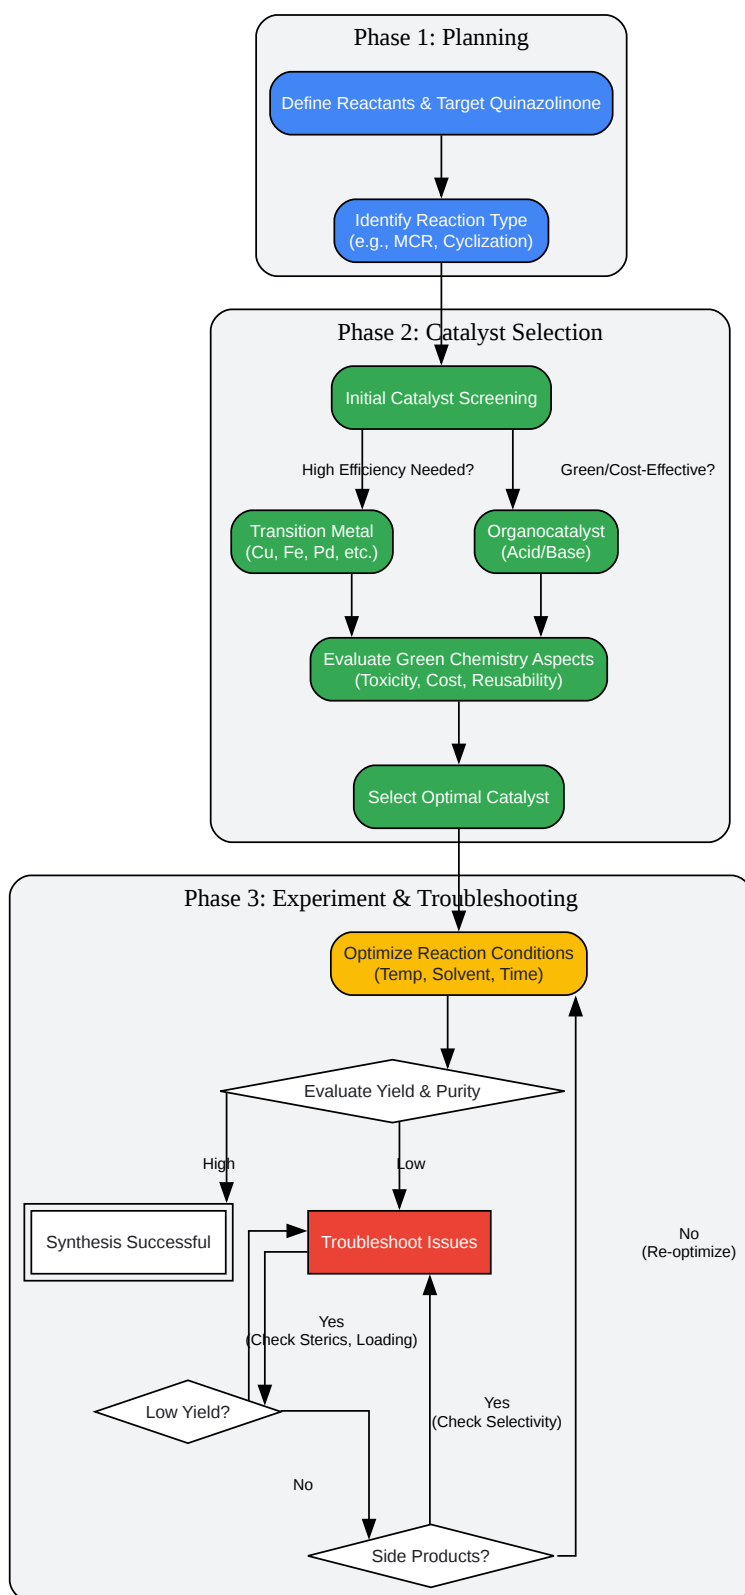 Phase 1: Planning
Define Reactants & Target Quinazolinone
Identify Reaction Type
(e.g., MCR, Cyclization)
Phase 2: Catalyst Selection
Initial Catalyst Screening
High Efficiency Needed?
Green/Cost-Effective?
Transition Metal
(Cu, Fe, Pd, etc.)
Organocatalyst
(Acid/Base)
Evaluate Green Chemistry Aspects
(Toxicity, Cost, Reusability)
Select Optimal Catalyst
Phase 3: Experiment & Troubleshooting
Optimize Reaction Conditions
(Temp, Solvent, Time)
Evaluate Yield & Purity
High
Low
Synthesis Successful
Troubleshoot Issues
No
(Re-optimize)
Yes
(Check Sterics, Loading)
Low Yield?
Yes
(Check Selectivity)
No
Side Products?